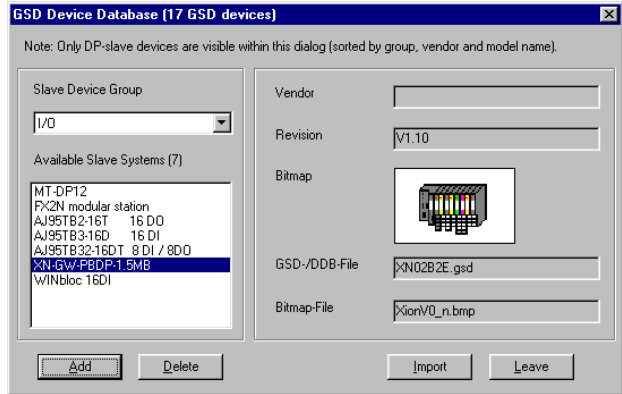 GSD Device Database (17 GSD devices)
Note: Only DP-slave devices are visible within this dialog (sorted by group, vendor and model name).
Slave Device Group
I/O
Available Slave Systems (7)
MT-DP12
FX2N modular station
AJ95TB2-16T 16 DO
AJ95TB3-16D 16 DI
AJ95TB32-16DT 8 DI / 8DO
XN-GW-PBDP-1.5MB
WINbloc 16DI
Vendor
Revision V1.10
Bitmap
GSD-/DDB-File XN02B2E.gsd
Bitmap-File XionV0_n.bmp
Add Delete Import Leave